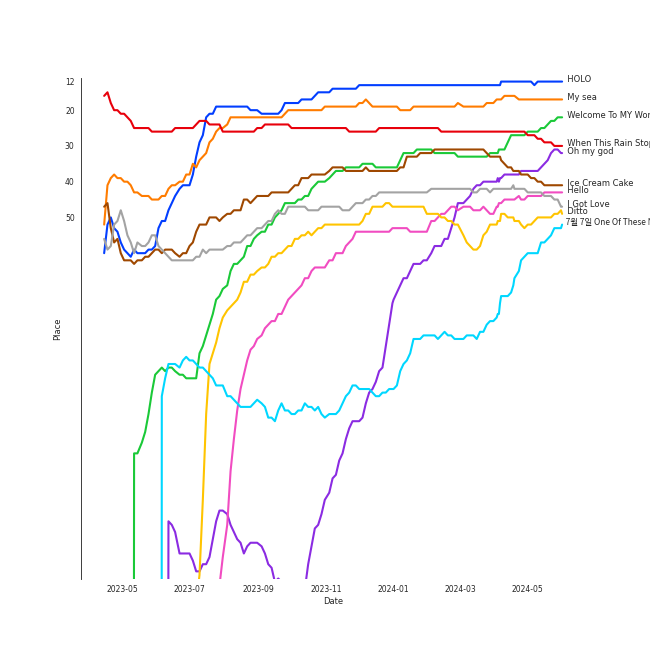 12
20
30
40
50
Place
HOLO
My sea
Welcome To MY Wor
When This Rain Stop
Oh my god
Ice Cream Cake
Hello
I Got Love
Ditto
7월 7일 One Of These N
2023-05
2023-07
2023-09
2023-11
2024-01
2024-03
2024-05
Date